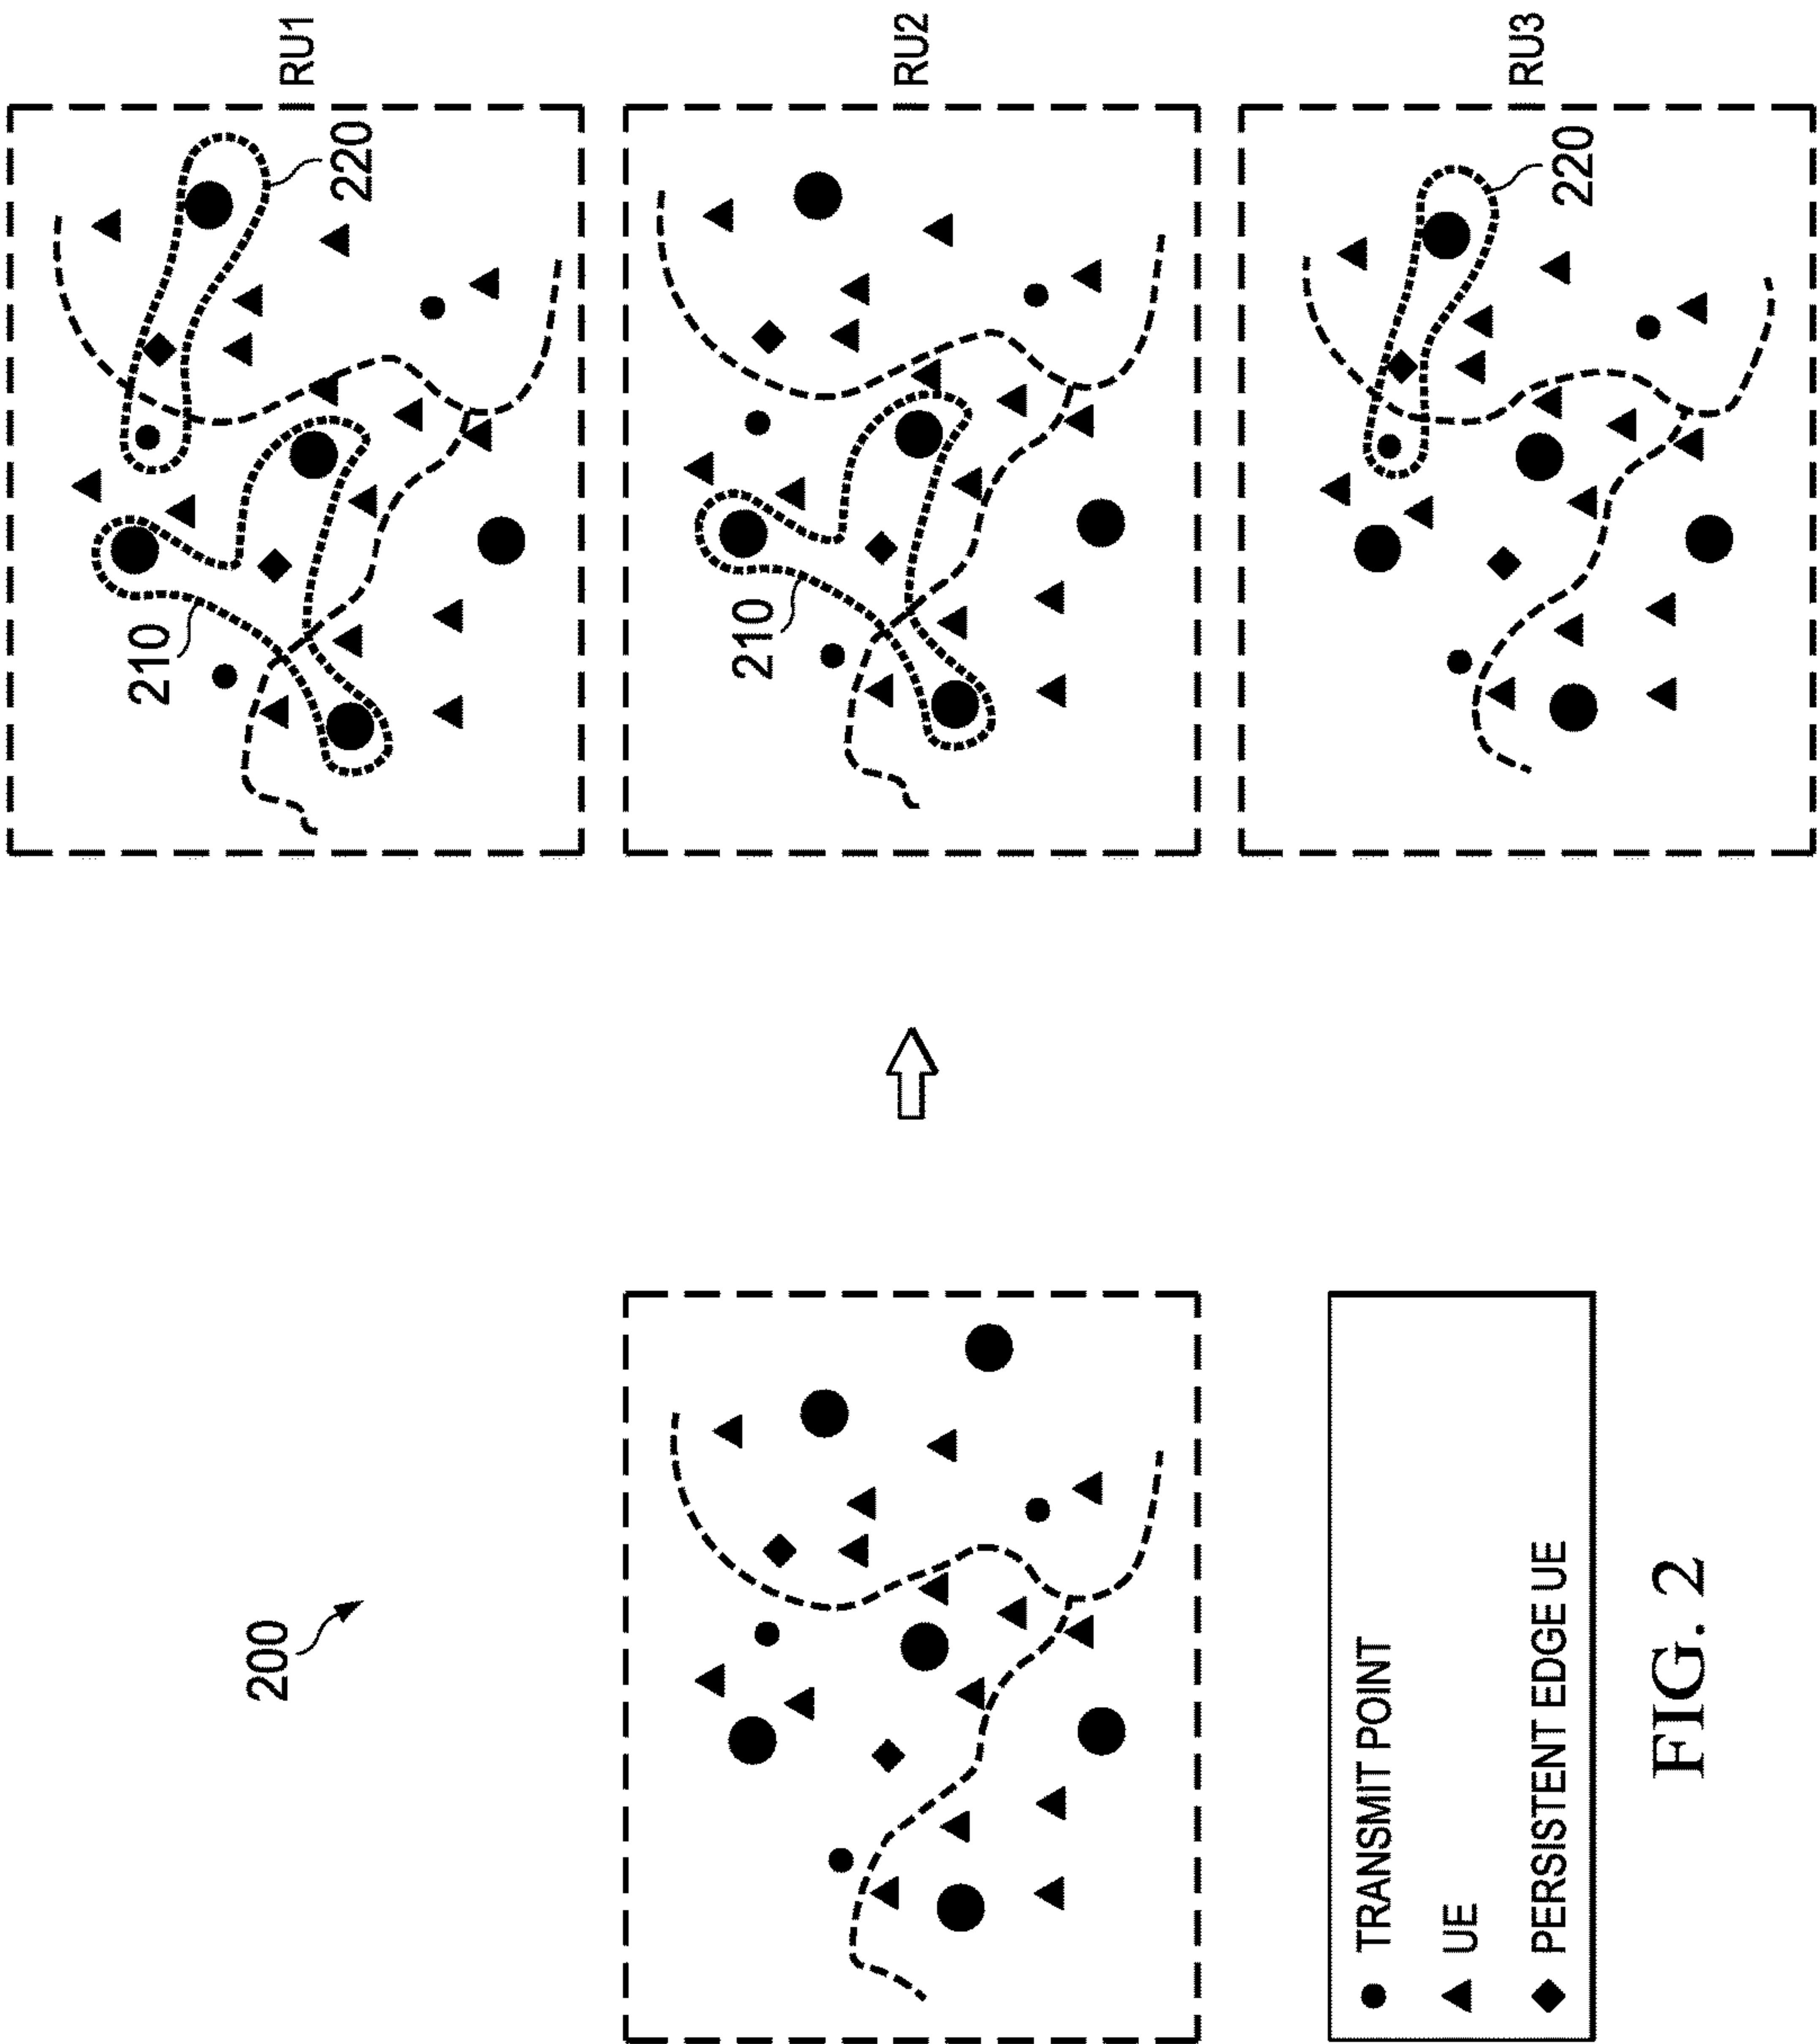 200
210
220
RU1
210
RU2
220
RU3
TRANSMIT POINT
UE
PERSISTENT EDGE UE
FIG. 2